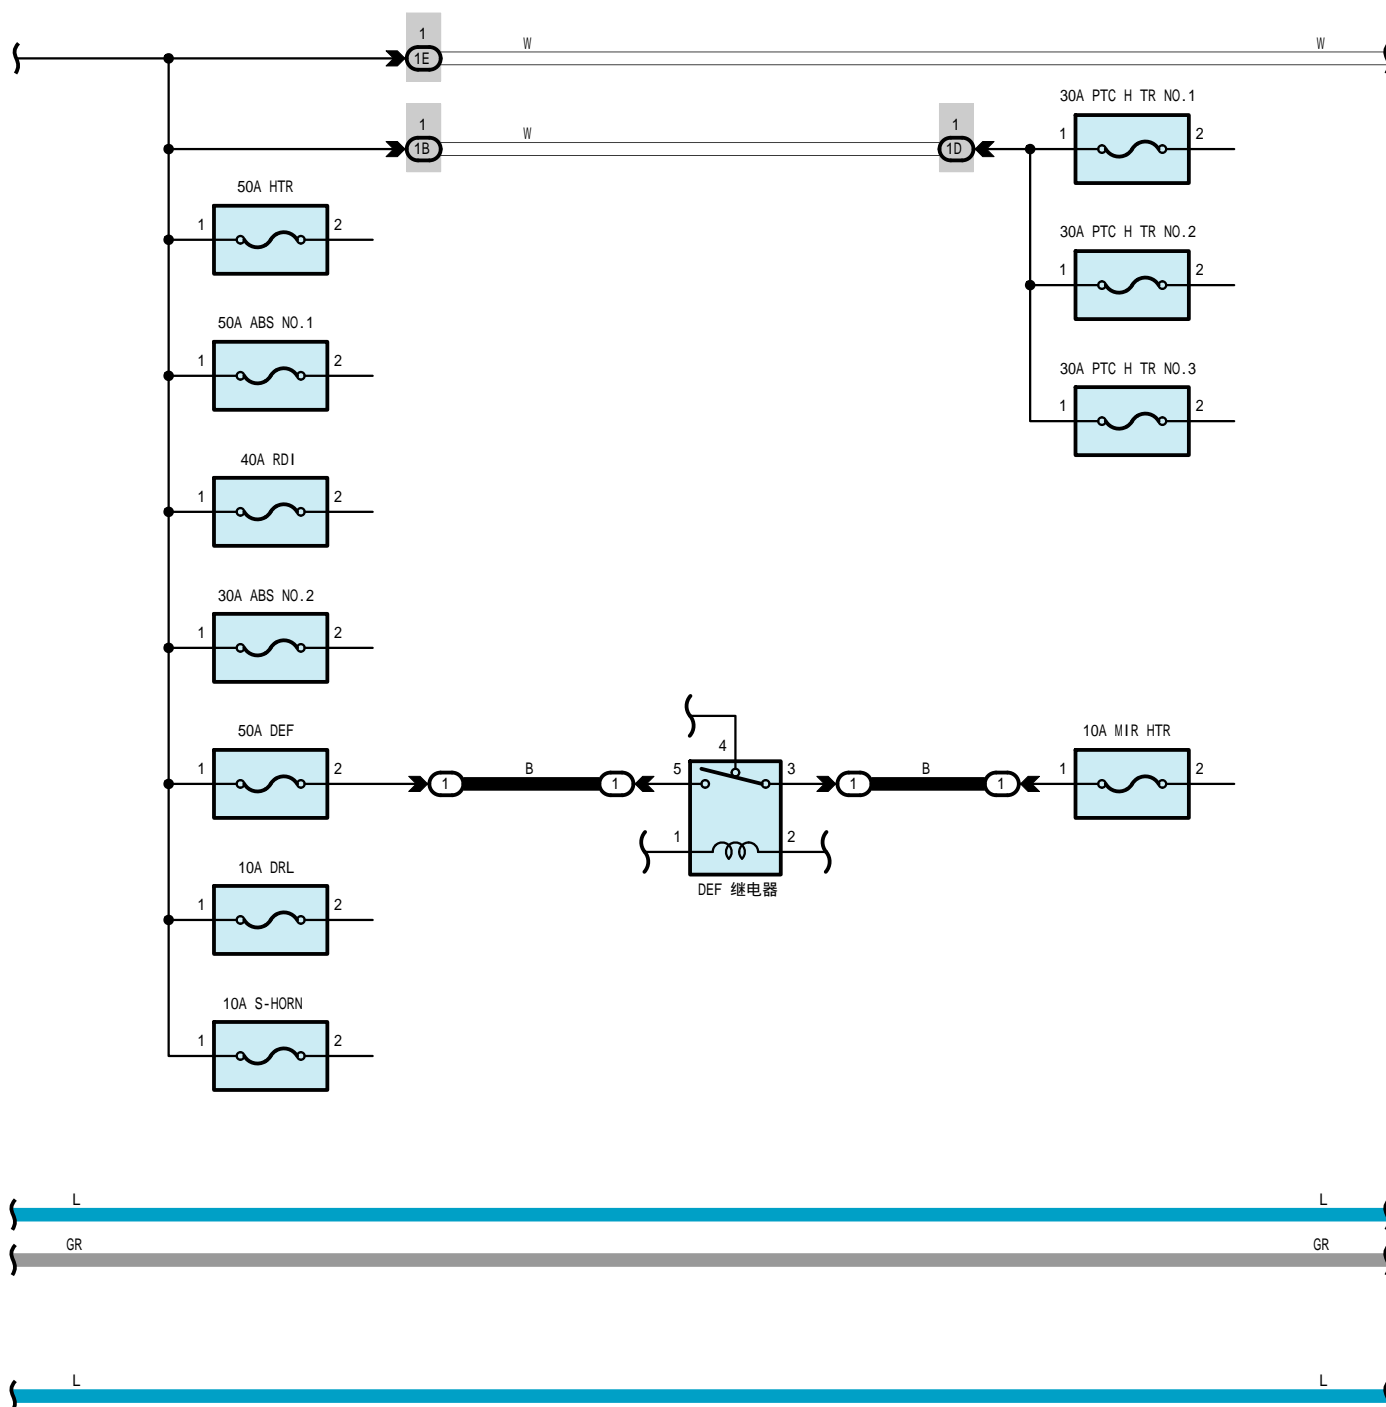 1
W
W
1E
30A PTC H TR NO.1
1
W
1
1
2
1B
1D
50A HTR
1
2
30A PTC H TR NO.2
1
2
50A ABS NO.1
1
2
30A PTC H TR NO.3
1
2
40A RDI
1
2
30A ABS NO.2
1
2
50A DEF
4
10A MIR HTR
1
2
B
5
3
B
1
2
1
1
1
1
1
2
DEF 继电器
10A DRL
1
2
10A S-HORN
1
2
L
L
GR
GR
L
L